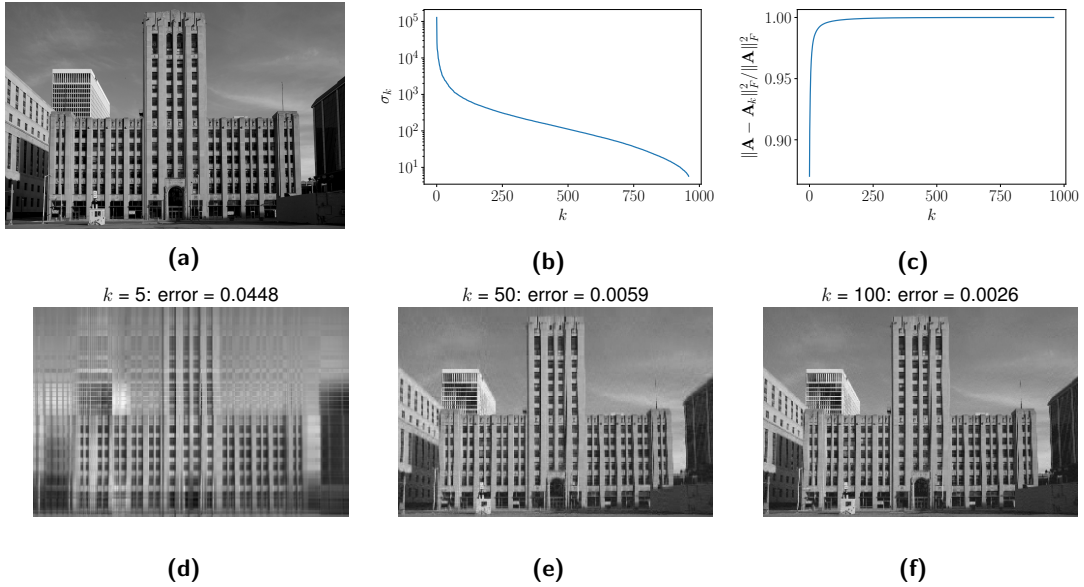 10^5
10^4
10^3
10^2
10^1
σ_k
0
250
500
750
1000
k
1.00
0.95
0.90
‖A − A_k‖_F^2/‖A‖_F^2
0
250
500
750
1000
k
(a)
(b)
(c)
k = 5: error = 0.0448
k = 50: error = 0.0059
k = 100: error = 0.0026
(d)
(e)
(f)